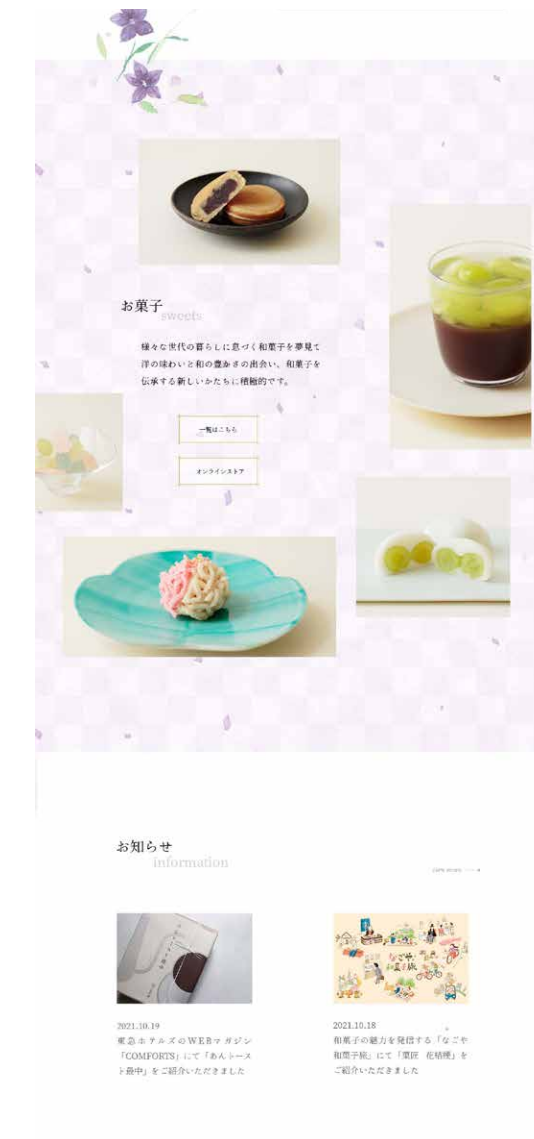 お菓子
sweets
様々な世代の暮らしに息づく和菓子を夢見て
洋の味わいと和の豊かさの出会い、和菓子を
伝承する新しいかたちに積極的です。
一覧はこちら
オンラインストア
お知らせ
information
2021.10.19
東急ホテルズのWEBマガジン
「COMFORTS」にて「あんトース
ト最中」をご紹介いただきました
なごや
和菓子旅
2021.10.18
和菓子の魅力を発信する「なごや
和菓子旅」にて「菓匠 花桔梗」を
ご紹介いただきました